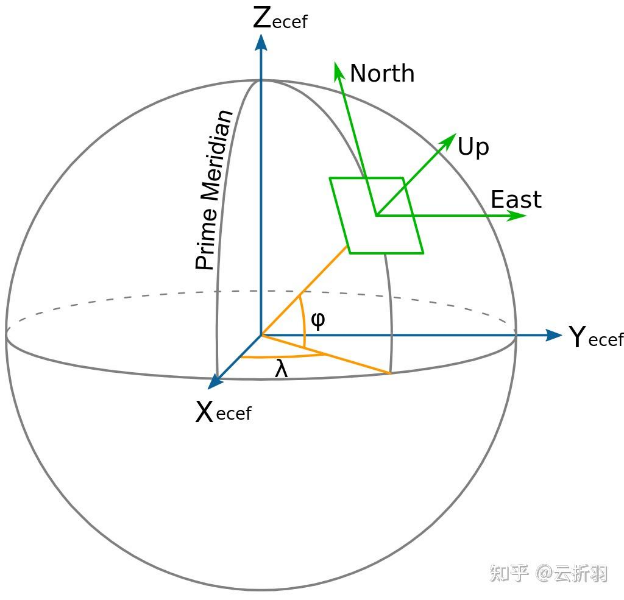 Zecef
North
Prime Meridian
Up
East
φ
Yecef
λ
Xecef
知乎 @云折羽